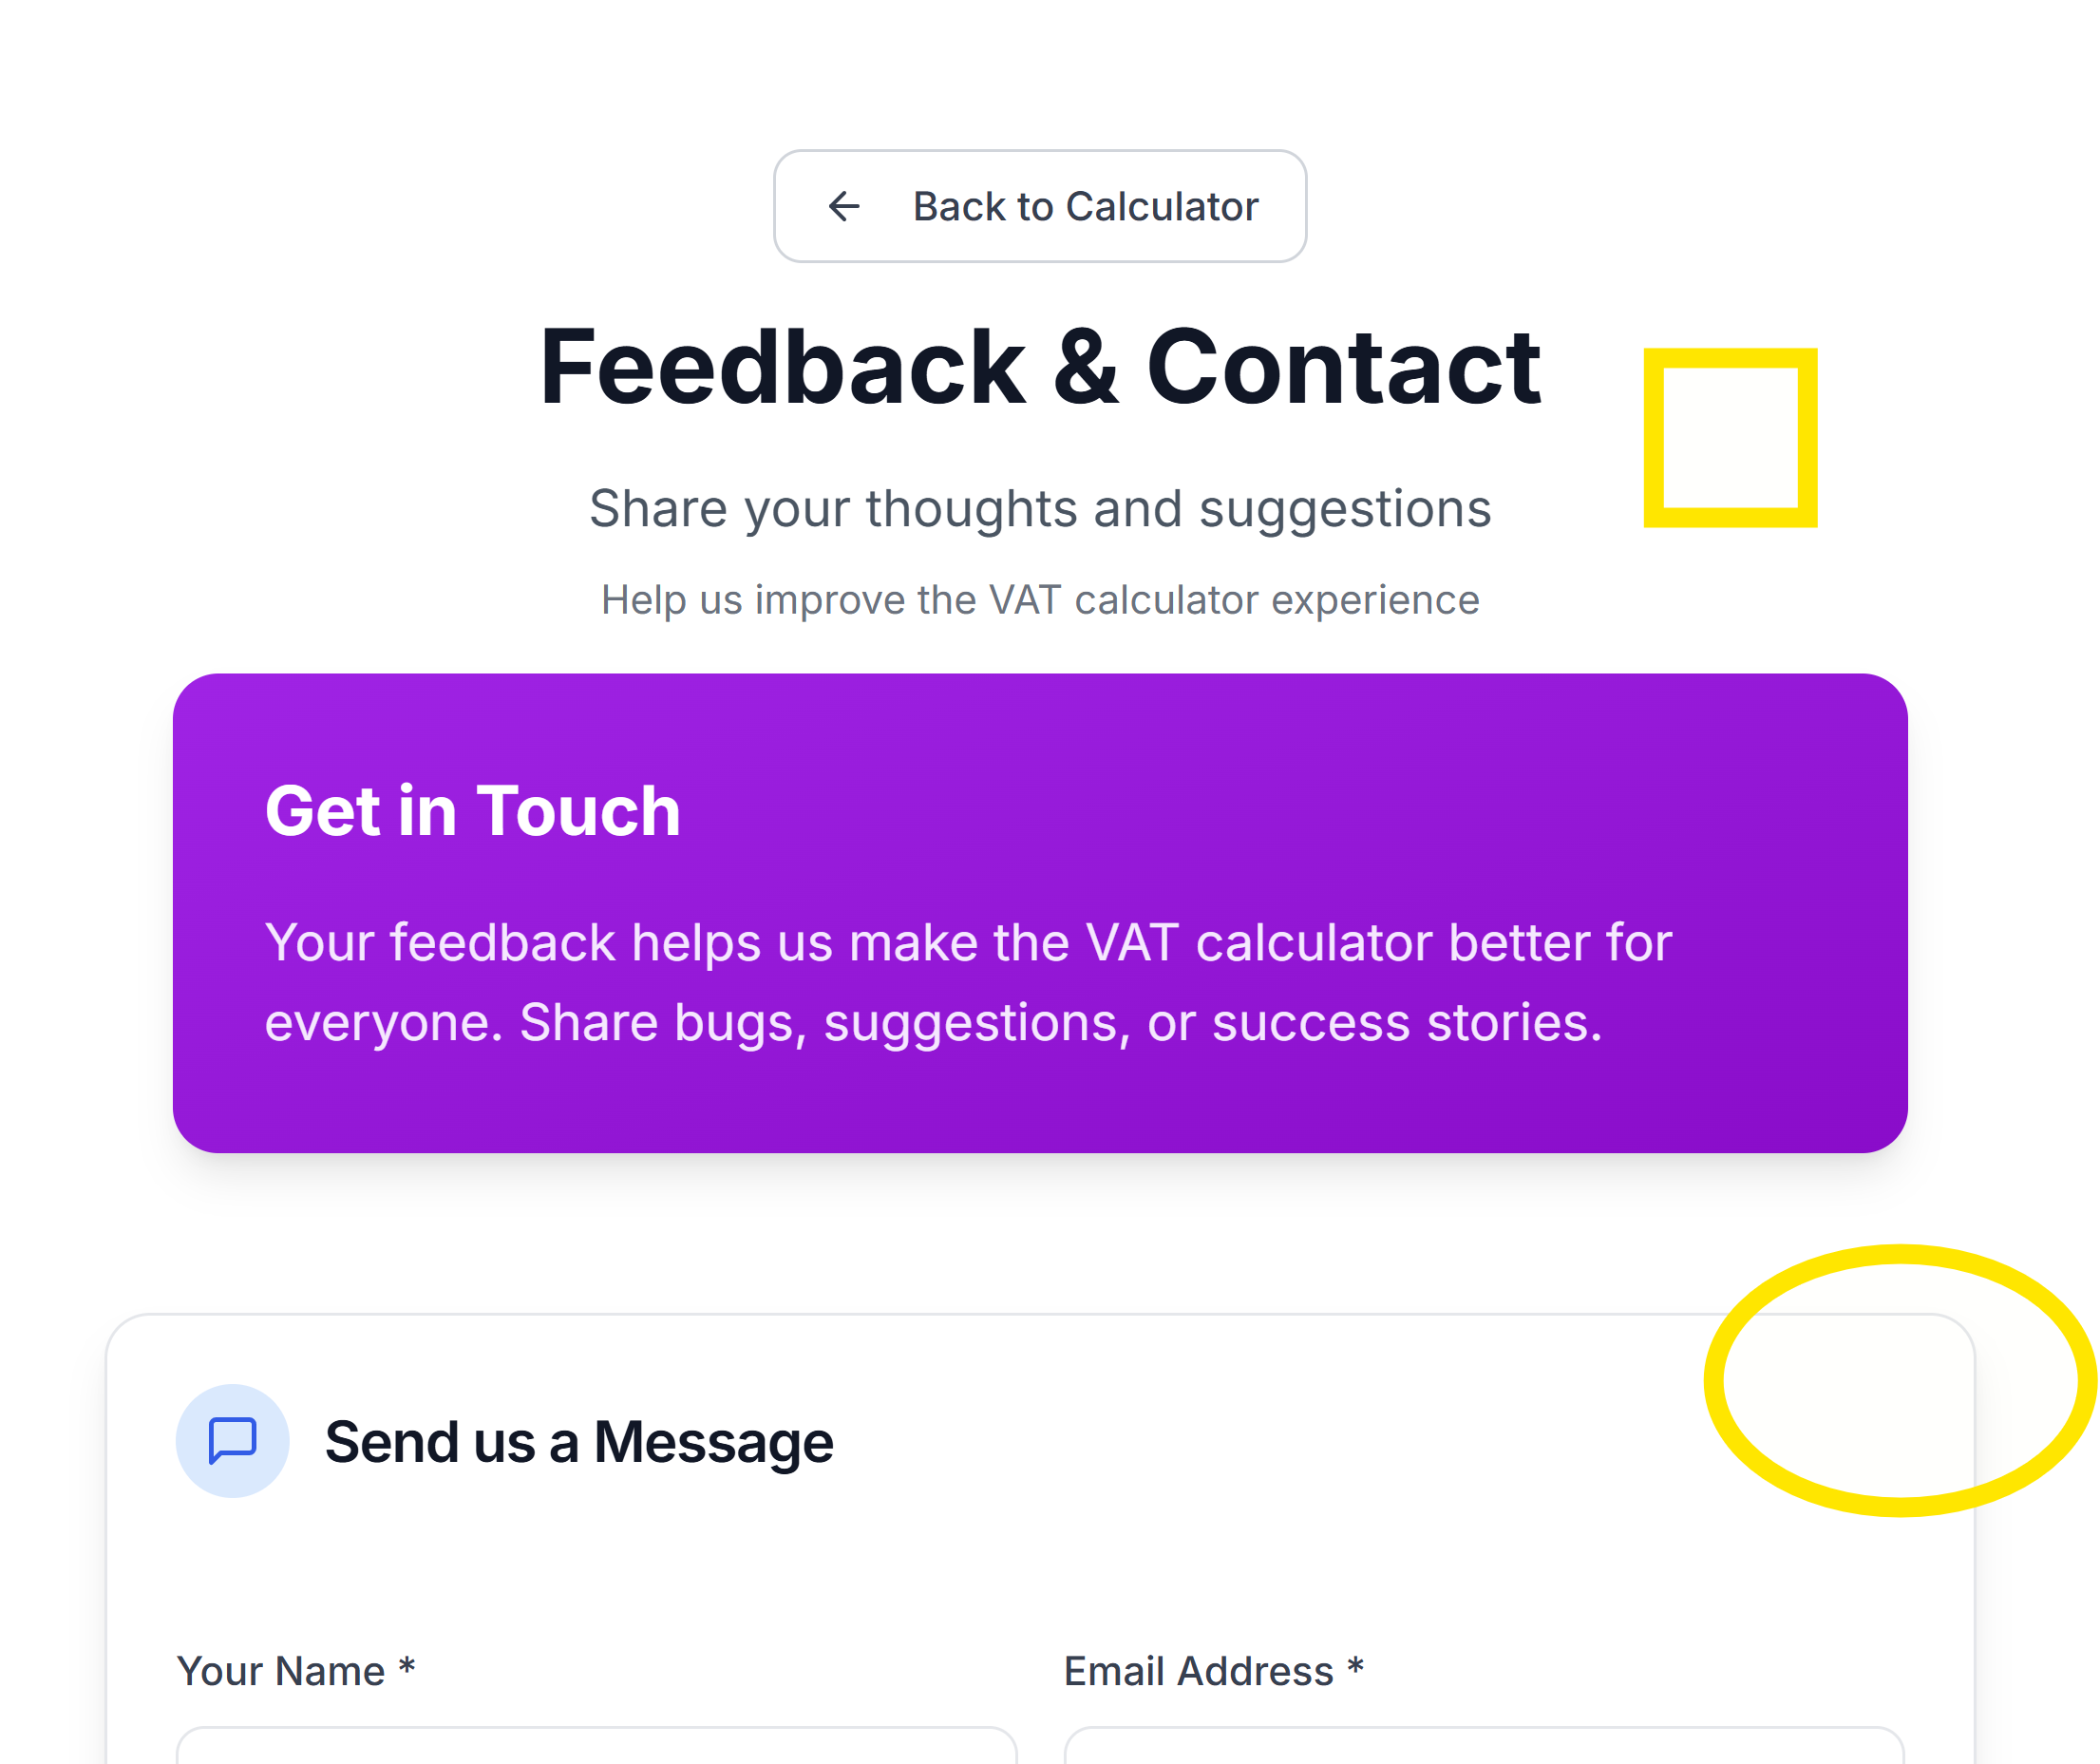 Back to Calculator
Feedback & Contact
Share your thoughts and suggestions
Help us improve the VAT calculator experience
Get in Touch
Your feedback helps us make the VAT calculator better for
everyone. Share bugs, suggestions, or success stories.
Send us a Message
Your Name *
Email Address *